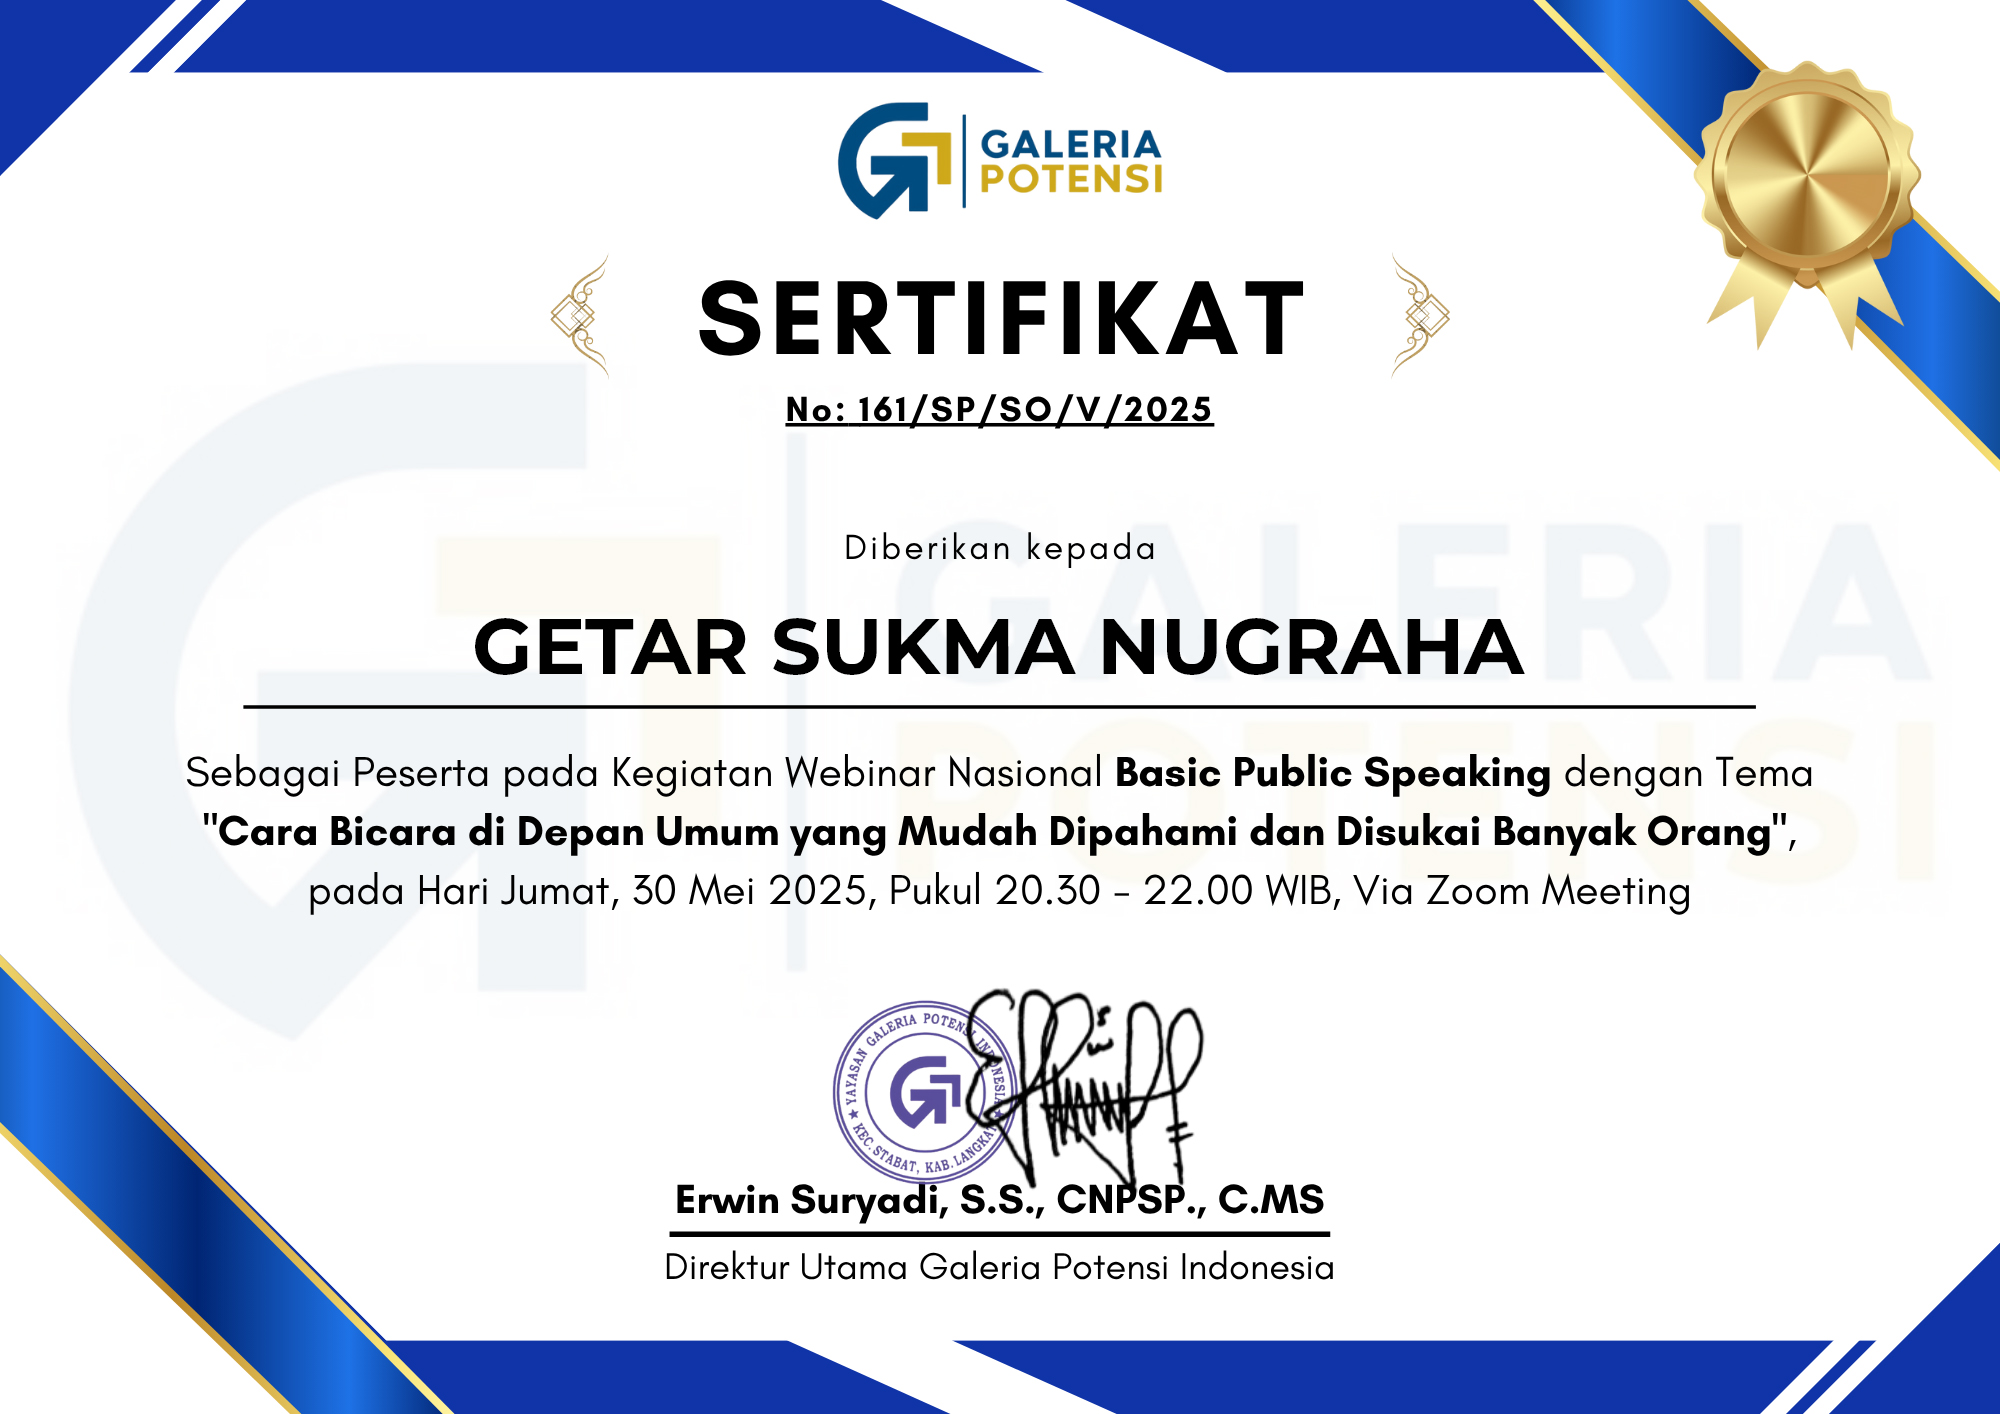 GALERIA
POTENSI
SERTIFIKAT
No: 161/SP/SO/V/2025
Diberikan kepada
GETAR SUKMA NUGRAHA
Sebagai Peserta pada Kegiatan Webinar Nasional Basic Public Speaking dengan Tema
"Cara Bicara di Depan Umum yang Mudah Dipahami dan Disukai Banyak Orang",
pada Hari Jumat, 30 Mei 2025, Pukul 20.30 - 22.00 WIB, Via Zoom Meeting
GALERIA
POTENSI
YAYASAN GALERIA POTENSI INDONESIA
KEC. STABAT, KAB. LANGKAT
Erwin Suryadi, S.S., CNPSP., C.MS
Direktur Utama Galeria Potensi Indonesia